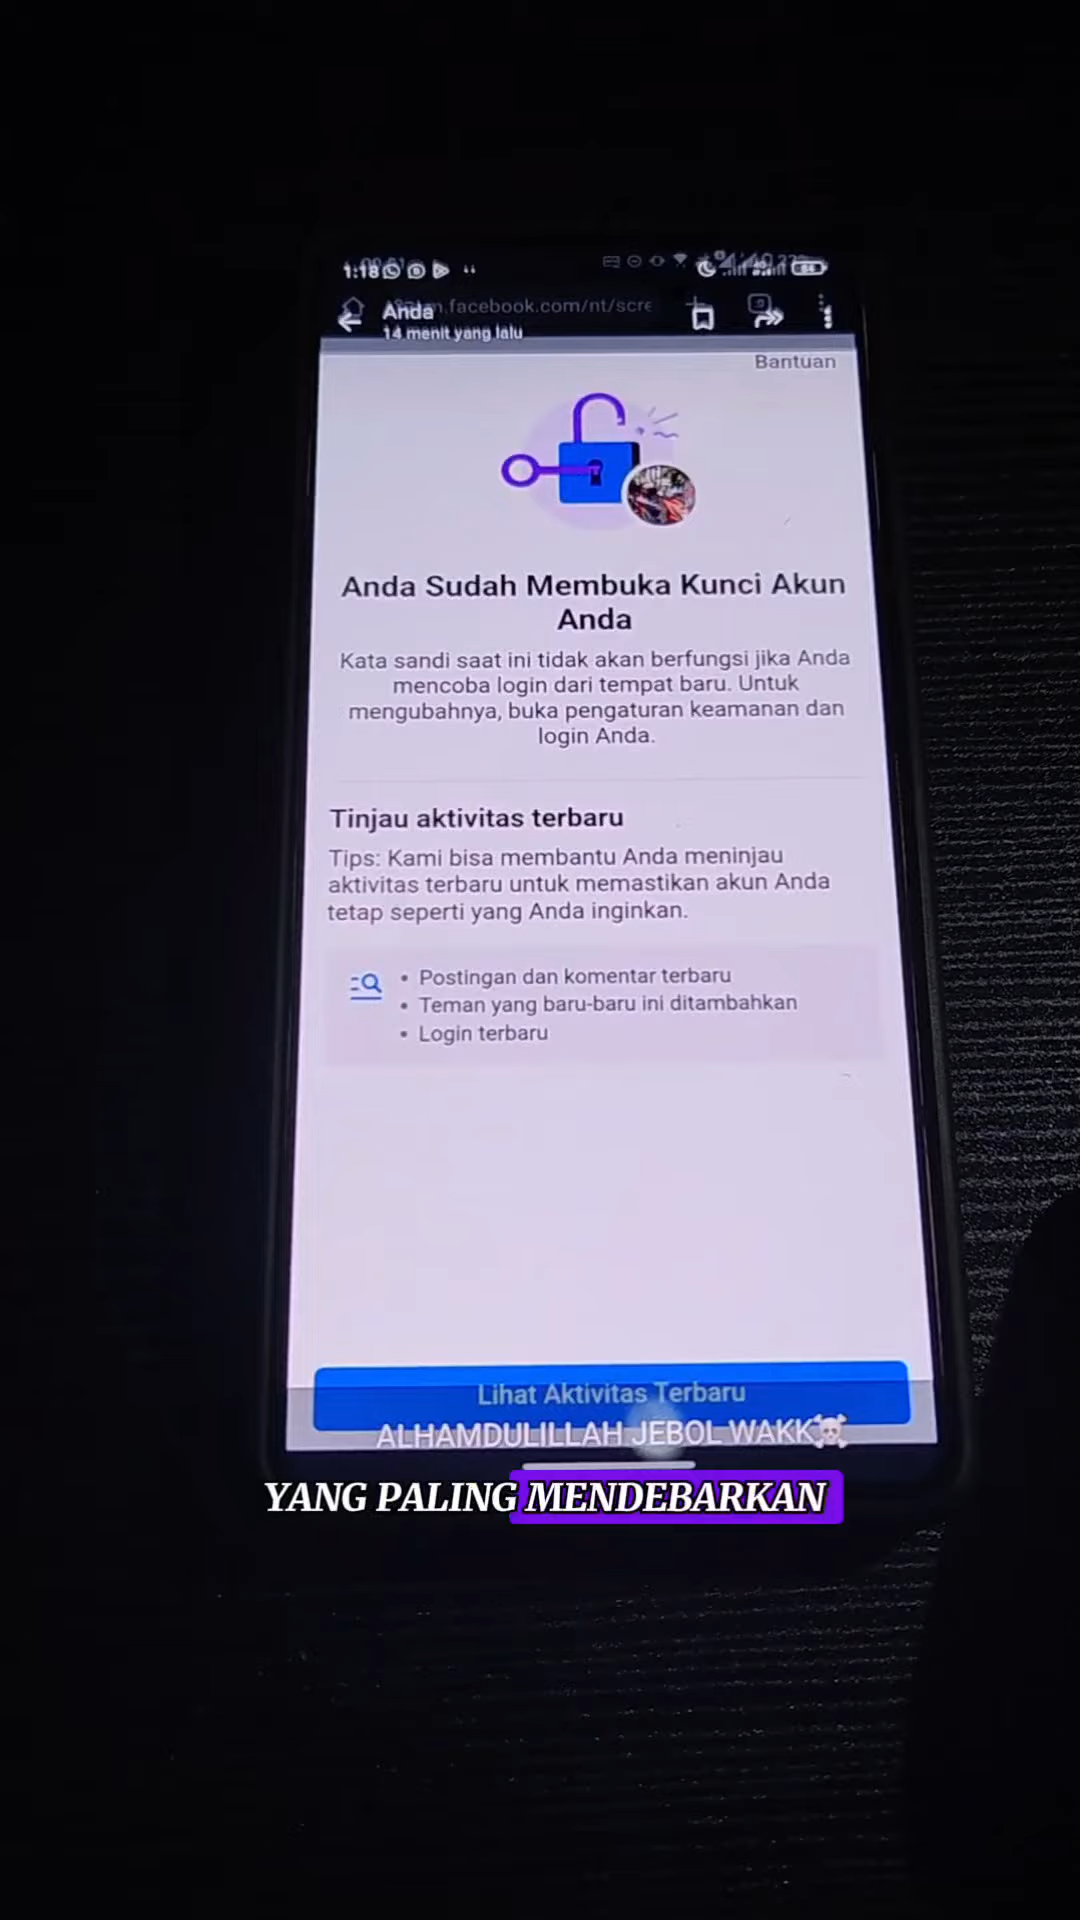 1:18
m.facebook.com/nt/scre
Anda
14 menit yang lalu
Bantuan
Anda Sudah Membuka Kunci Akun
Anda
Kata sandi saat ini tidak akan berfungsi jika Anda
mencoba login dari tempat baru. Untuk
mengubahnya, buka pengaturan keamanan dan
login Anda.
Tinjau aktivitas terbaru
Tips: Kami bisa membantu Anda meninjau
aktivitas terbaru untuk memastikan akun Anda
tetap seperti yang Anda inginkan.
• Postingan dan komentar terbaru
• Teman yang baru-baru ini ditambahkan
• Login terbaru
Lihat Aktivitas Terbaru
ALHAMDULILLAH JEBOL WAKK☠️
YANG PALING MENDEBARKAN